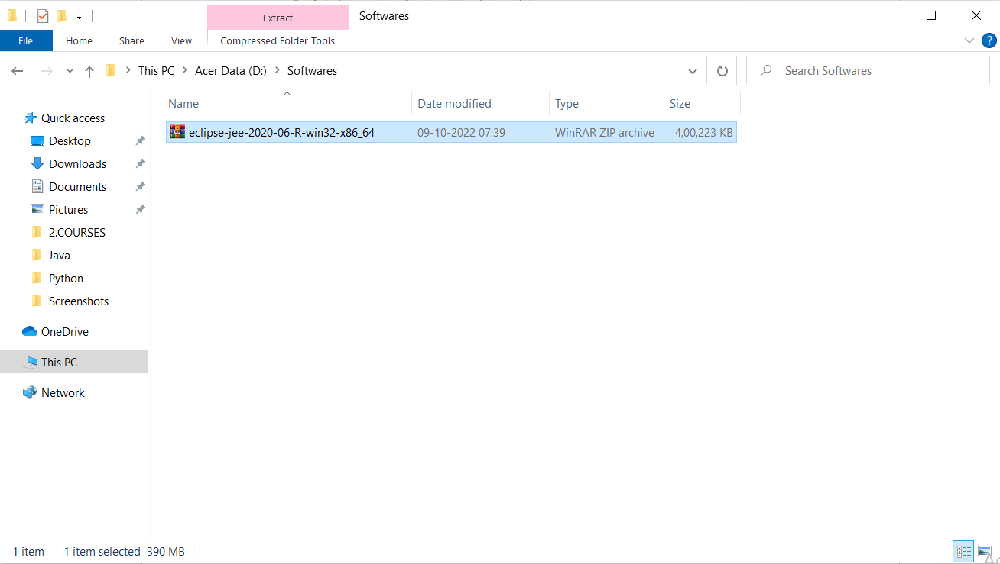 Extract
Softwares
File
Home
Share
View
Compressed Folder Tools
?
This PC > Acer Data (D:) > Softwares
Search Softwares
Name
Date modified
Type
Size
eclipse-jee-2020-06-R-win32-x86_64
09-10-2022 07:39
WinRAR ZIP archive
4,00,223 KB
Quick access
Desktop
Downloads
Documents
Pictures
2.COURSES
Java
Python
Screenshots
OneDrive
This PC
Network
1 item
1 item selected 390 MB